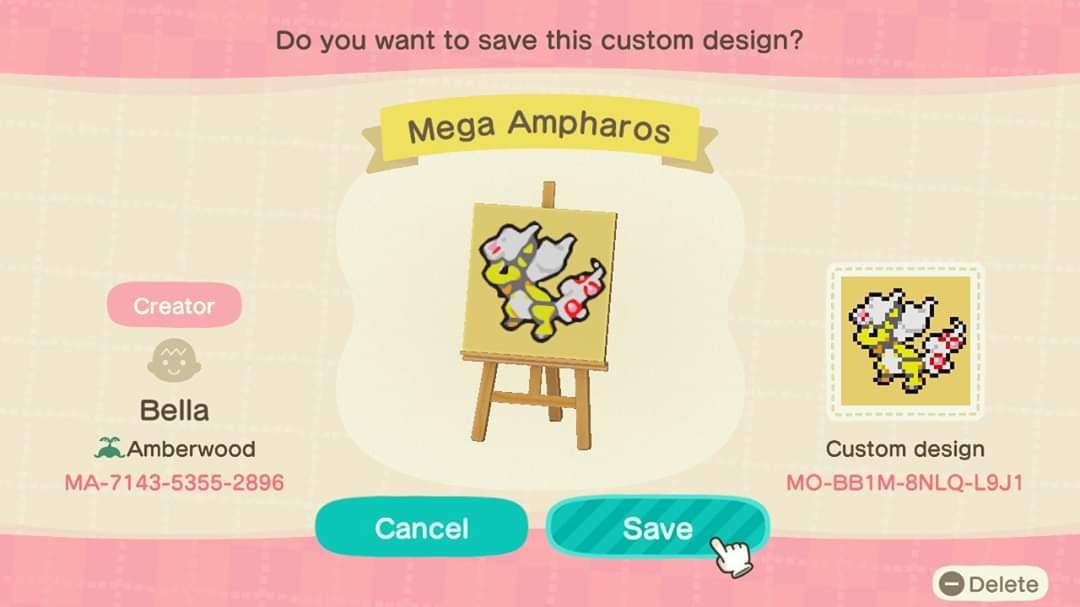 Do you want to save this custom design?
Mega Ampharos
Creator
Bella
Amberwood
MA-7143-5355-2896
Custom design
MO-BB1M-8NLQ-L9J1
Cancel
Save
Delete